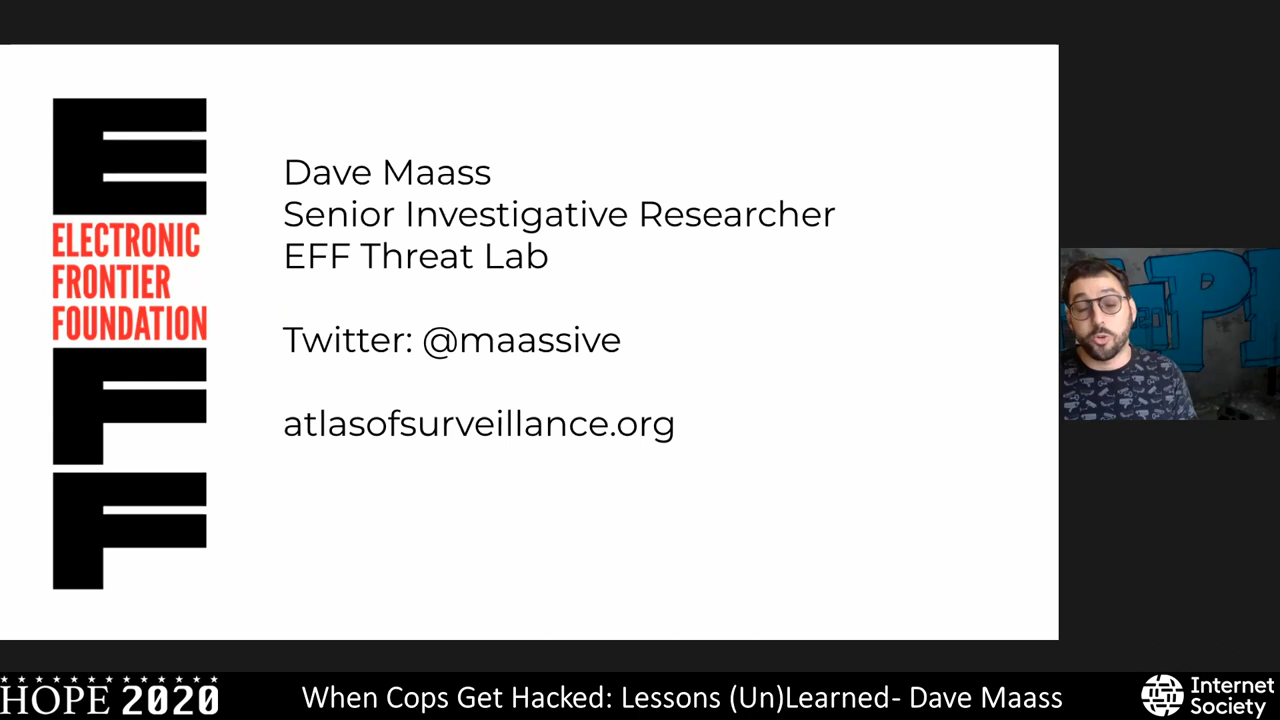 EFF
ELECTRONIC
FRONTIER
FOUNDATION
Dave Maass
Senior Investigative Researcher
EFF Threat Lab
Twitter: @maassive
atlasofsurveillance.org
HOPE 2020
When Cops Get Hacked: Lessons (Un)Learned- Dave Maass
Internet
Society